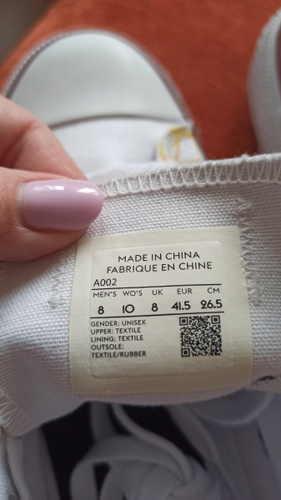 MADE IN CHINA
FABRIQUE EN CHINE
A002
MEN'S WO'S UK EUR CM
8 10 8 41.5 26.5
GENDER: UNISEX
UPPER: TEXTILE
LINING: TEXTILE
OUTSOLE:
TEXTILE/RUBBER